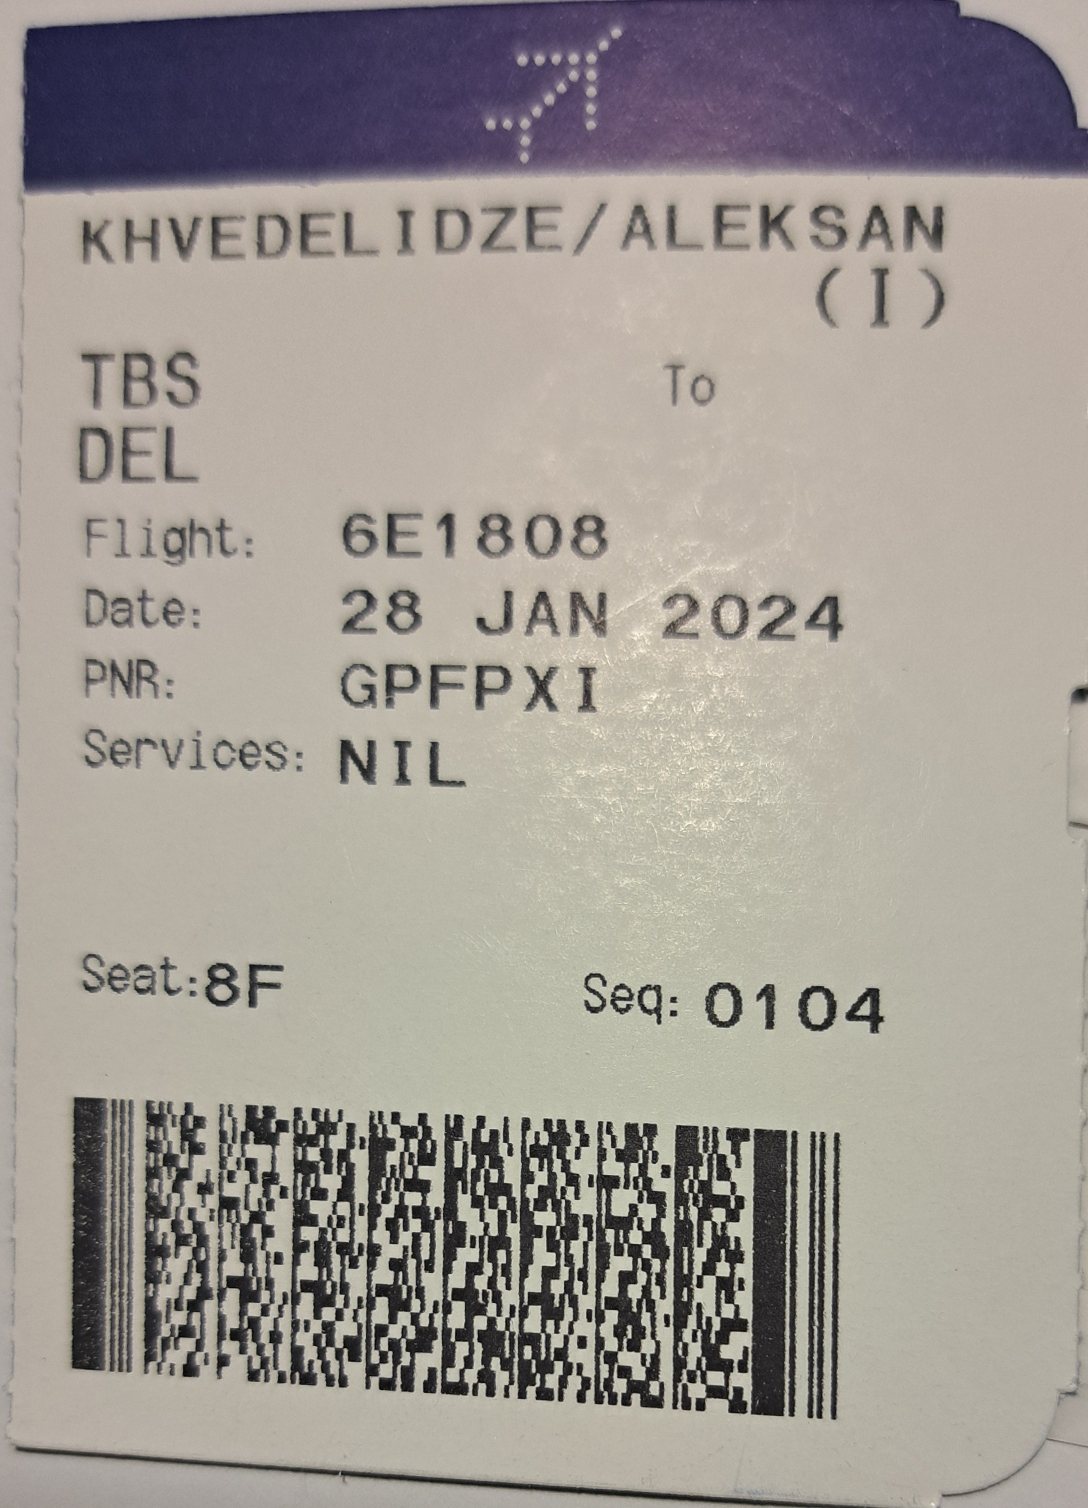 KHVEDELIDZE/ALEKSAN
(I)
TBS To
DEL
Flight: 6E1808
Date: 28 JAN 2024
PNR: GPFPXI
Services: NIL
Seat:8F Seq: 0104